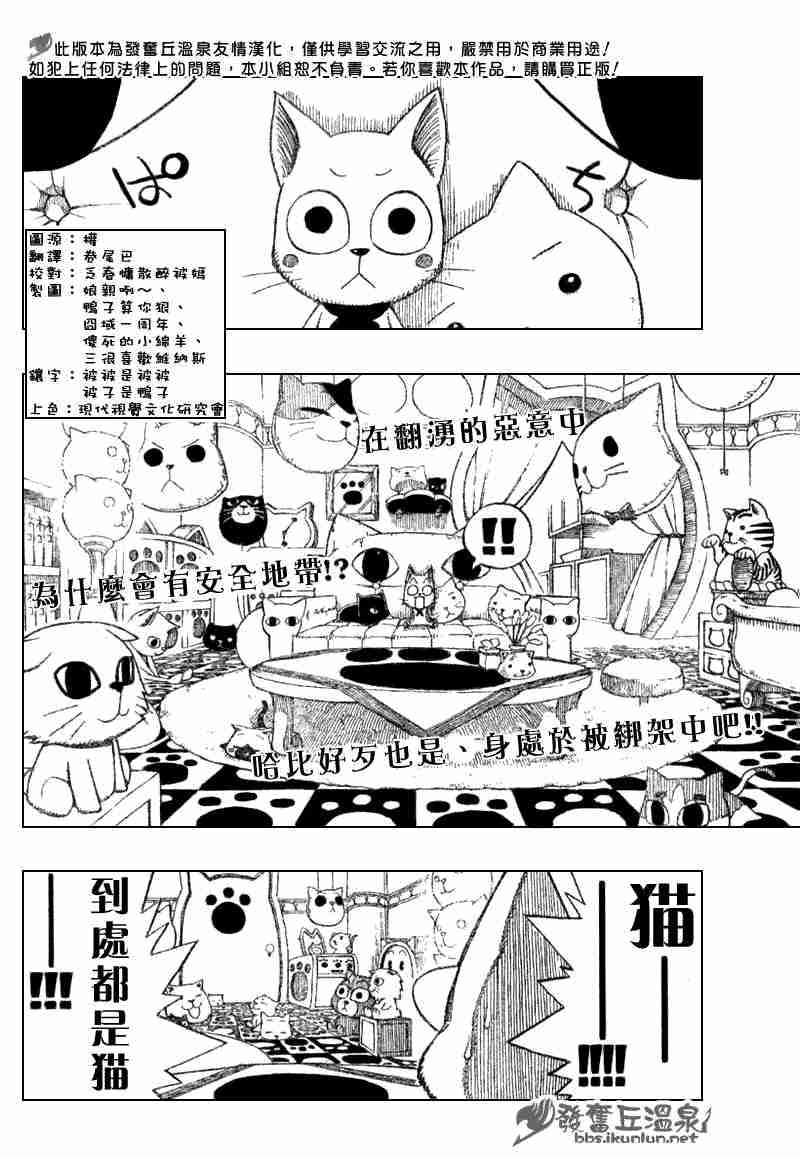 此版本為發奮丘溫泉友情漢化，僅供學習交流之用，嚴禁用於商業用途！
如犯上任何法律上的問題，本小組恕不負責。若你喜歡本作品，請購買正版！
ぱ
ち
圖源：權
翻譯：卷尾巴
校對：乏春慵散醉被媽
製圖：娘親咧～、
鴨子算你狠、
囧域一周年、
傻死的小綿羊、
三很喜歡維納斯
鑲字：被被是被被
被子是鴨子
上色：現代視覺文化研究會
在翻湧的惡意中
!!
為什麼會有安全地帶!?
哈比好歹也是、身處於被綁架中吧!!
猫——
——!!!!
到處都是猫
——!!!
發奮丘溫泉
bbs.ikunlun.net